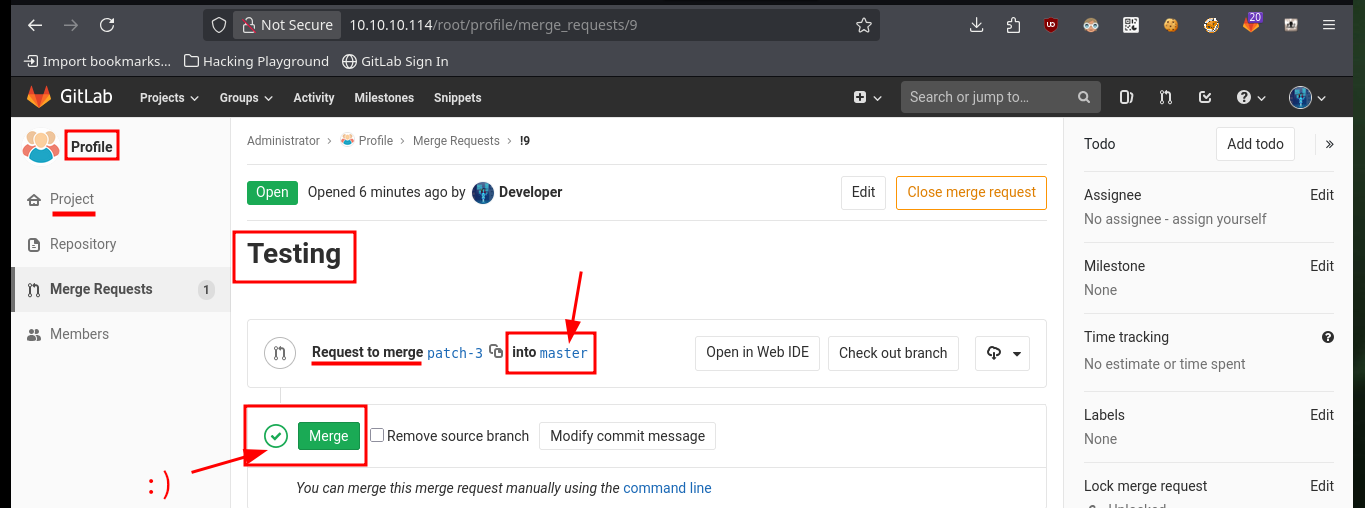 Not Secure 10.10.10.114/root/profile/merge_requests/9 20
Import bookmarks... Hacking Playground GitLab Sign In
GitLab Projects Groups Activity Milestones Snippets Search or jump to...
Profile
Administrator > Profile > Merge Requests > !9
Todo Add todo »
Project
Open Opened 6 minutes ago by Developer Edit Close merge request
Assignee Edit
No assignee - assign yourself
Repository
Testing
Milestone Edit
None
Merge Requests 1
Members
Time tracking
No estimate or time spent
Request to merge patch-3 into master Open in Web IDE Check out branch
Labels Edit
None
Merge Remove source branch Modify commit message
:)
You can merge this merge request manually using the command line
Lock merge request Edit
Unlocked